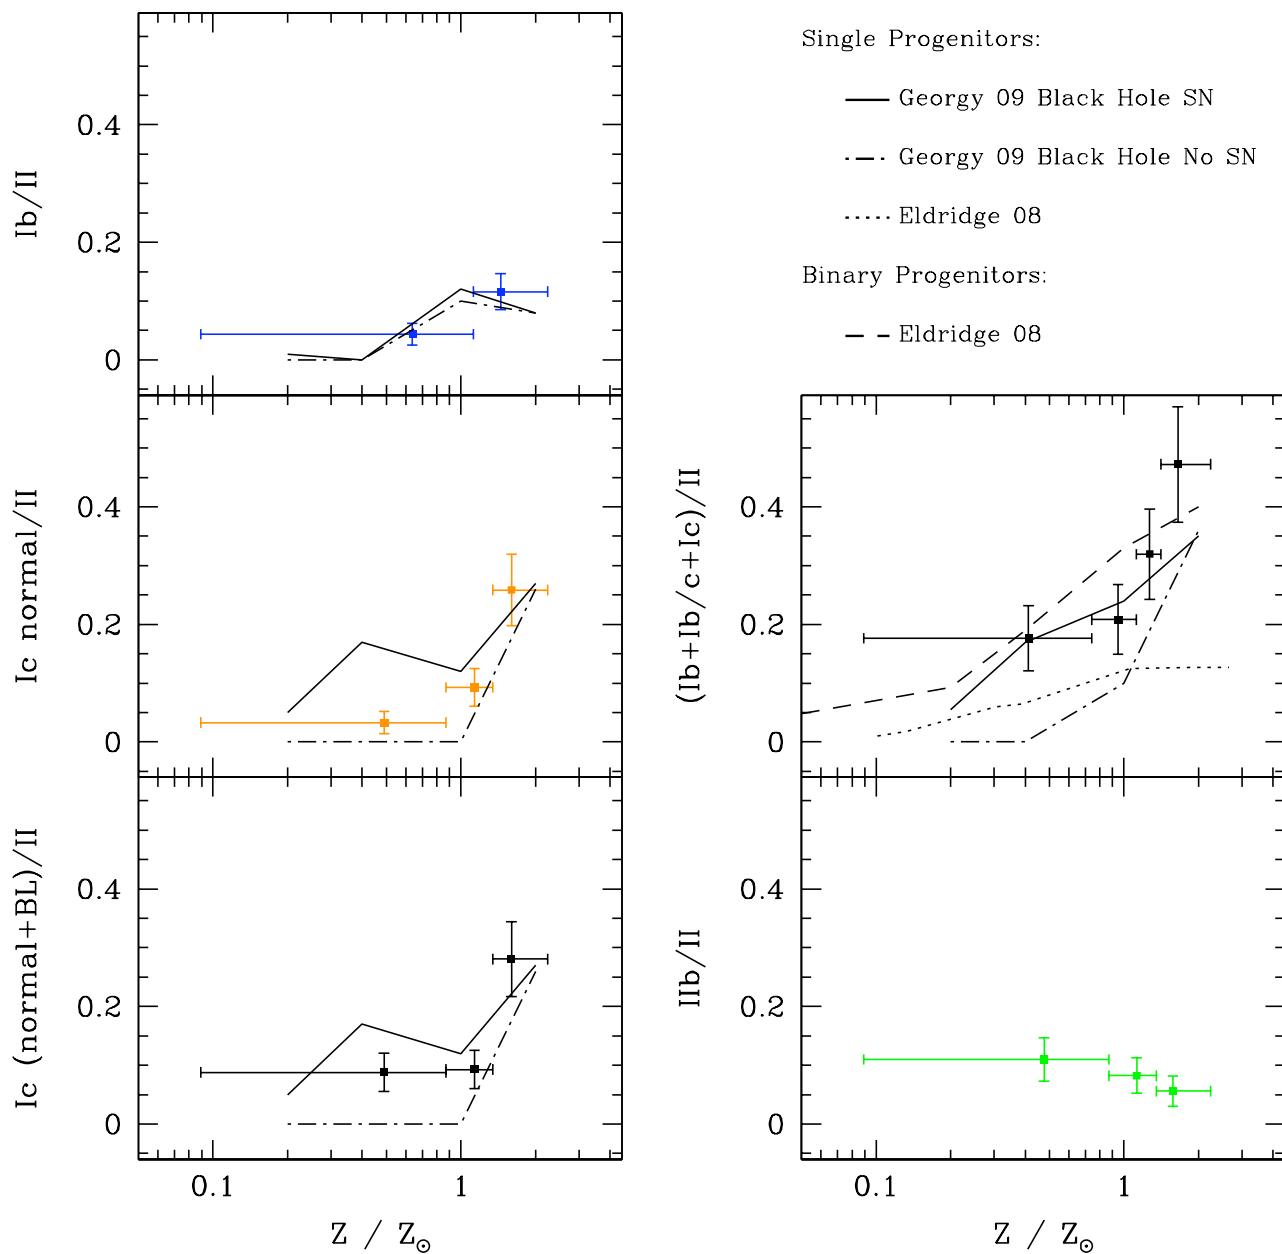 Single Progenitors:
Georgy 09 Black Hole SN
Georgy 09 Black Hole No SN
Eldridge 08
Binary Progenitors:
Eldridge 08
Ib/II
0.4
0.2
0
Ic normal/II
0.4
0.2
0
(Ib+Ib/c+Ic)/II
0.4
0.2
0
Ic (normal+BL)/II
0.4
0.2
0
0.1 1
Z / Z⊙
IIb/II
0.4
0.2
0
0.1 1
Z / Z⊙